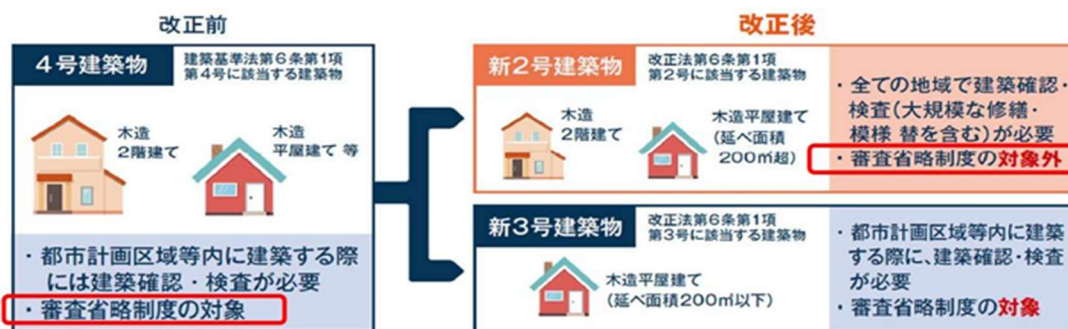 改正前
4号建築物
建築基準法第6条第1項
第4号に該当する建築物
木造
2階建て
木造
平屋建て 等
・都市計画区域等内に建築する際
には建築確認・検査が必要
・審査省略制度の対象
改正後
新2号建築物
改正法第6条第1項
第2号に該当する建築物
木造
2階建て
木造平屋建て
(延べ面積
200㎡超)
・全ての地域で建築確認・
検査(大規模な修繕・
模様 替を含む)が必要
・審査省略制度の対象外
新3号建築物
改正法第6条第1項
第3号に該当する建築物
木造平屋建て
(延べ面積200㎡以下)
・都市計画区域等内に建築
する際に、建築確認・検査
が必要
・審査省略制度の対象